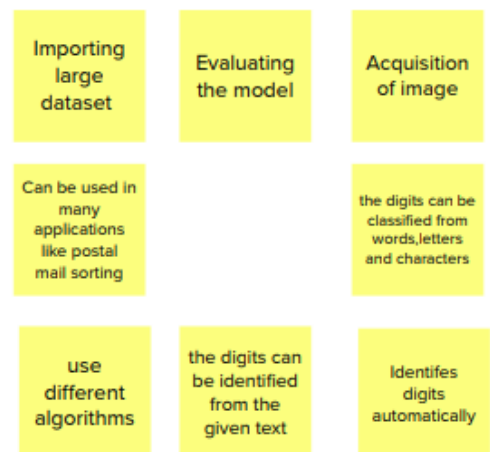 Importing
large
dataset
Evaluating
the model
Acquisition
of image
Can be used in
many
applications
like postal
mail sorting
the digits can be
classified from
words,letters
and characters
use
different
algorithms
the digits can
be identified
from the
given text
Identifes
digits
automatically